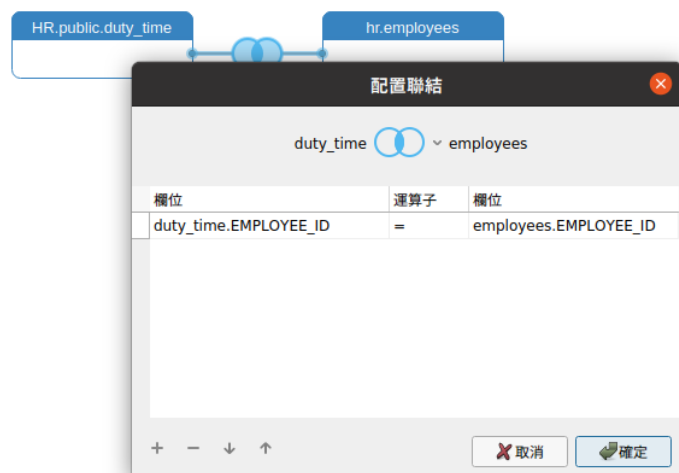 HR.public.duty_time hr.employees
配置聯結
duty_time employees
欄位 運算子 欄位
duty_time.EMPLOYEE_ID = employees.EMPLOYEE_ID
取消 確定